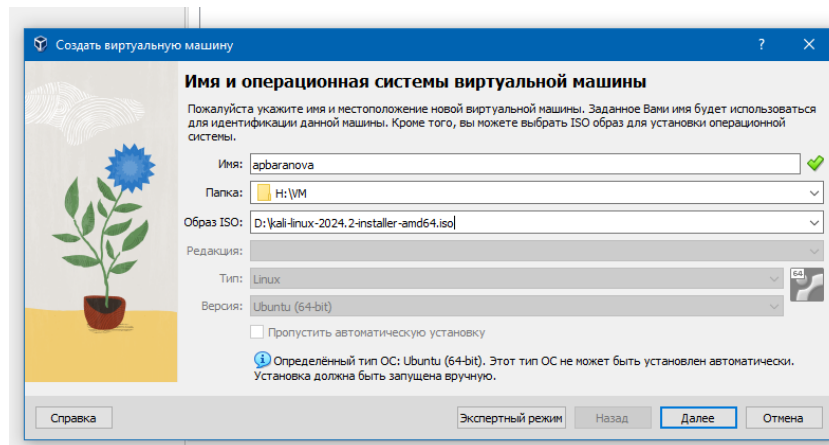 Создать виртуальную машину
?
Имя и операционная системы виртуальной машины
Пожалуйста укажите имя и местоположение новой виртуальной машины. Заданное Вами имя будет использоваться
для идентификации данной машины. Кроме того, вы можете выбрать ISO образ для установки операционной
системы.
Имя: apbaranova
Папка: H:\VM
Образ ISO: D:\kali-linux-2024.2-installer-amd64.iso
Редакция:
Тип: Linux
64
Версия: Ubuntu (64-bit)
Пропустить автоматическую установку
Определённый тип ОС: Ubuntu (64-bit). Этот тип ОС не может быть установлен автоматически.
Установка должна быть запущена вручную.
Справка Экспертный режим Назад Далее Отмена